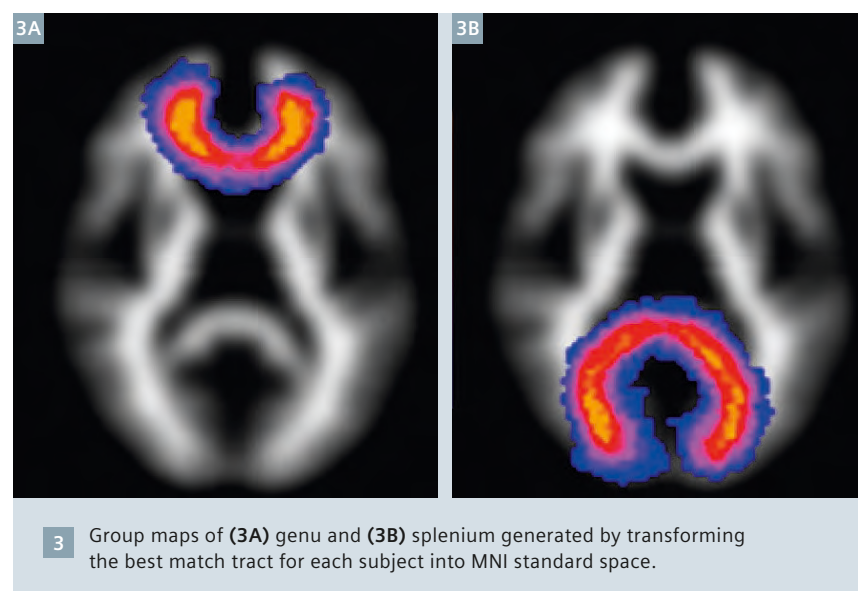 3A
3B
3
Group maps of (3A) genu and (3B) splenium generated by transforming
the best match tract for each subject into MNI standard space.